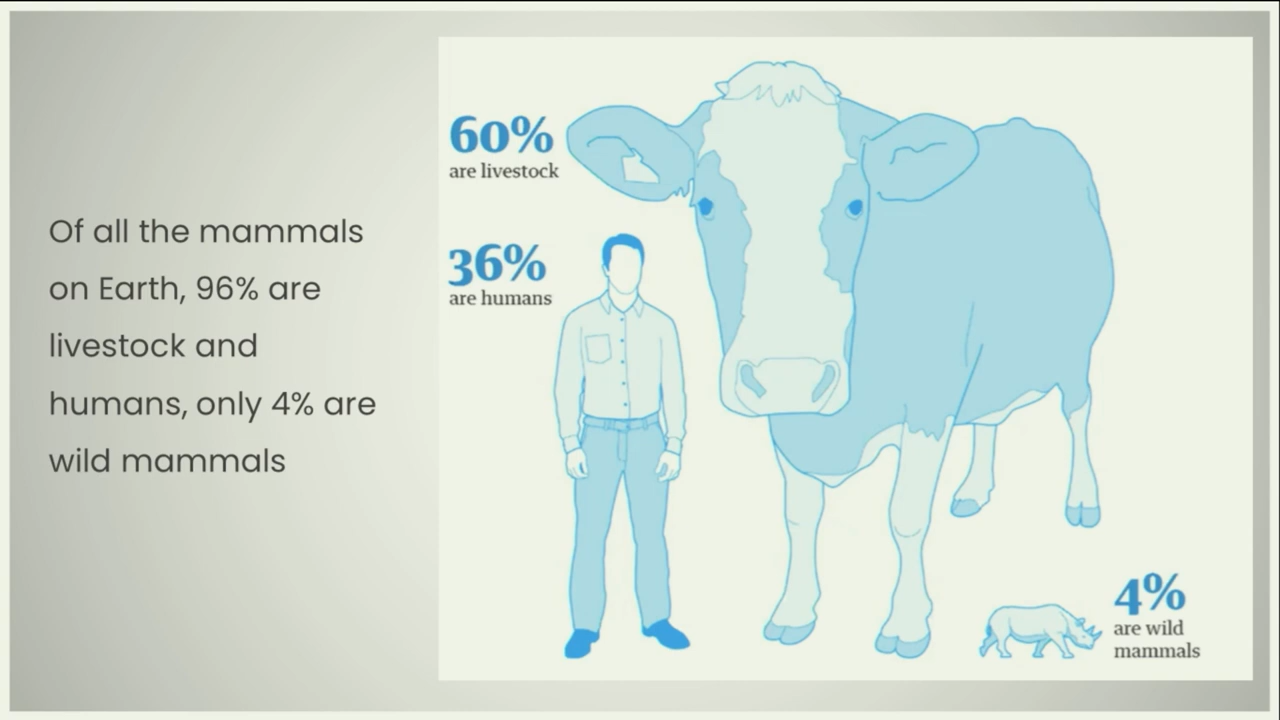 Of all the mammals
on Earth, 96% are
livestock and
humans, only 4% are
wild mammals
60%
are livestock
36%
are humans
4%
are wild
mammals